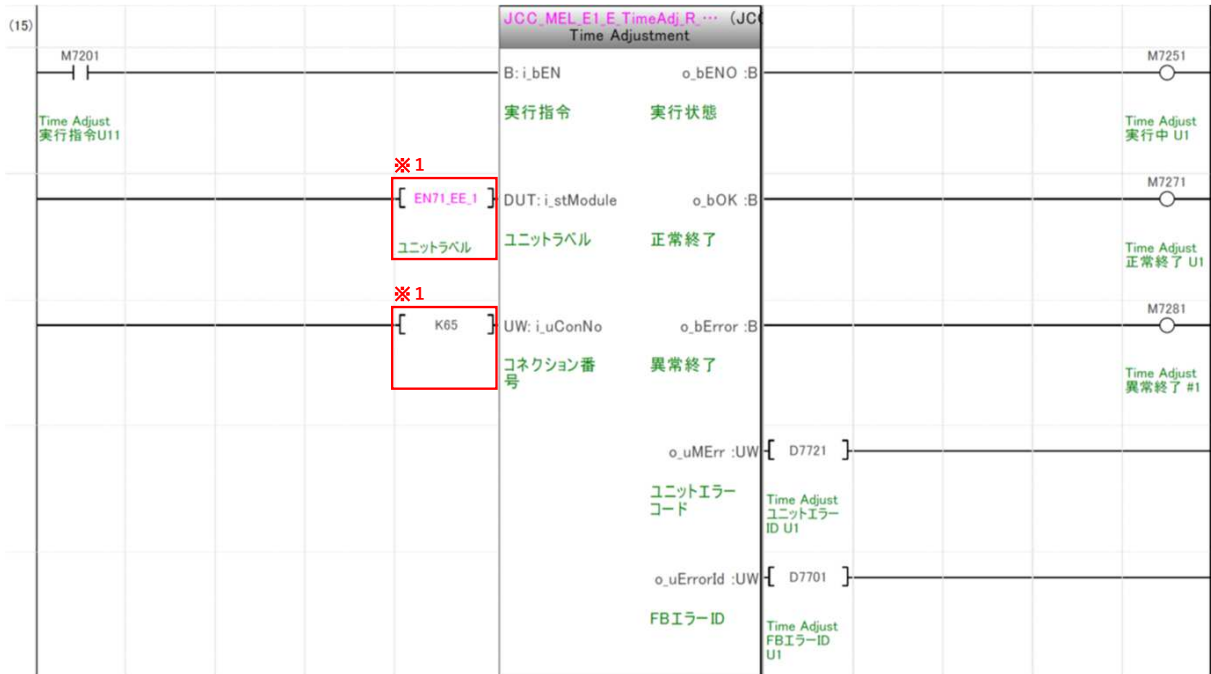 (15)
JCC_MEL_E1_E_TimeAdj_R_… (JCC
Time Adjustment
M7201
B: i_bEN
o_bENO :B
M7251
Time Adjust
実行指令U11
実行指令
実行状態
Time Adjust
実行中 U1
※1
EN71_EE_1
DUT: i_stModule
o_bOK :B
M7271
ユニットラベル
ユニットラベル
正常終了
Time Adjust
正常終了 U1
※1
K65
UW: i_uConNo
o_bError :B
M7281
コネクション番
号
異常終了
Time Adjust
異常終了 #1
o_uMErr :UW
D7721
ユニットエラー
コード
Time Adjust
ユニットエラー
ID U1
o_uErrorId :UW
D7701
FBエラーID
Time Adjust
FBエラーID
U1